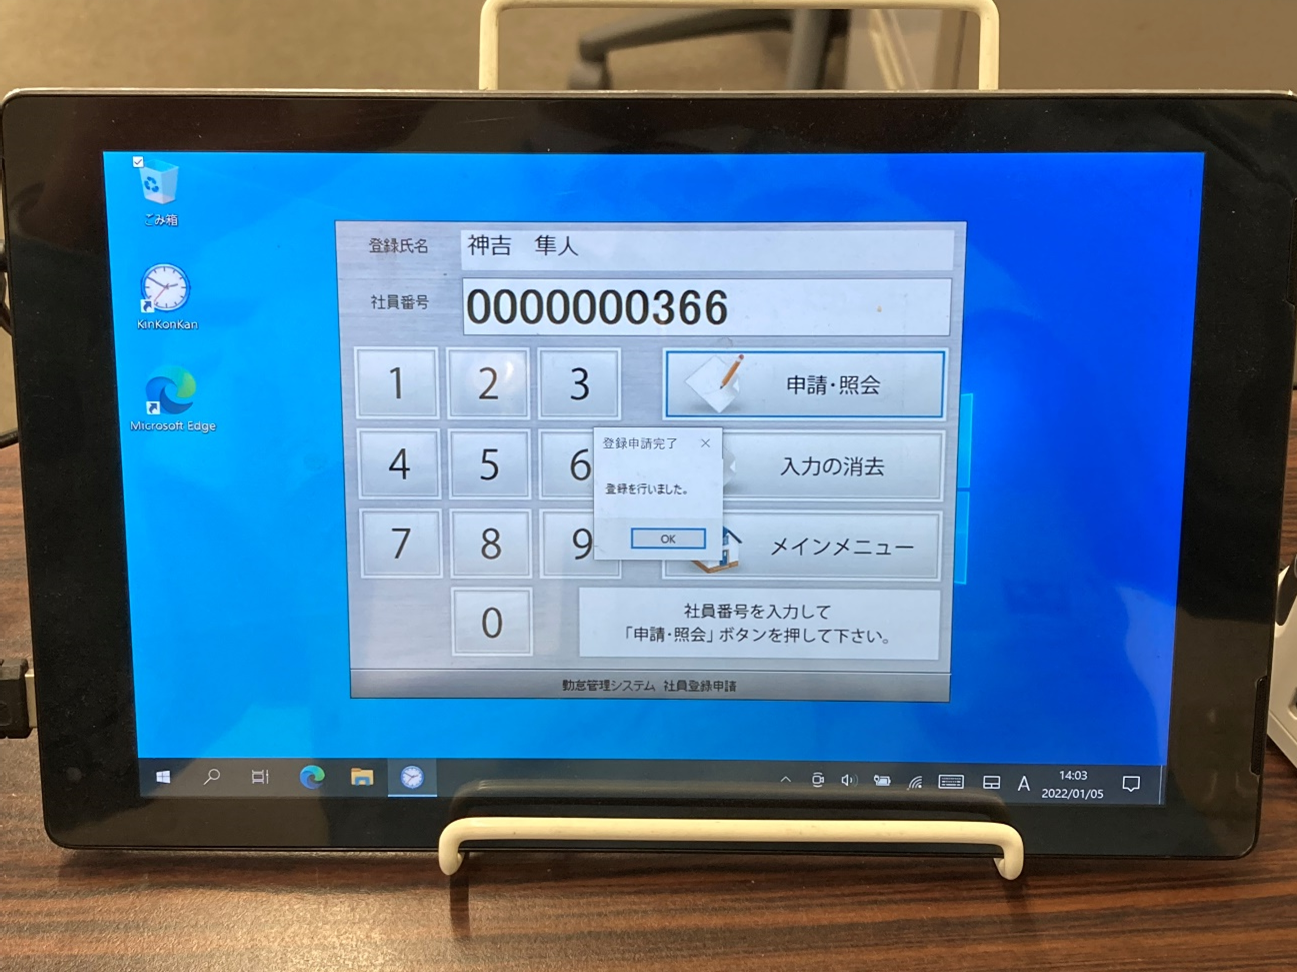 ごみ箱
KinKonKan
Microsoft Edge
登録氏名
神吉 隼人
社員番号
0000000366
1
2
3
申請・照会
4
5
6
入力の消去
登録申請完了
登録を行いました。
OK
7
8
9
メインメニュー
0
社員番号を入力して
「申請・照会」ボタンを押して下さい。
勤怠管理システム 社員登録申請
A
14:03
2022/01/05